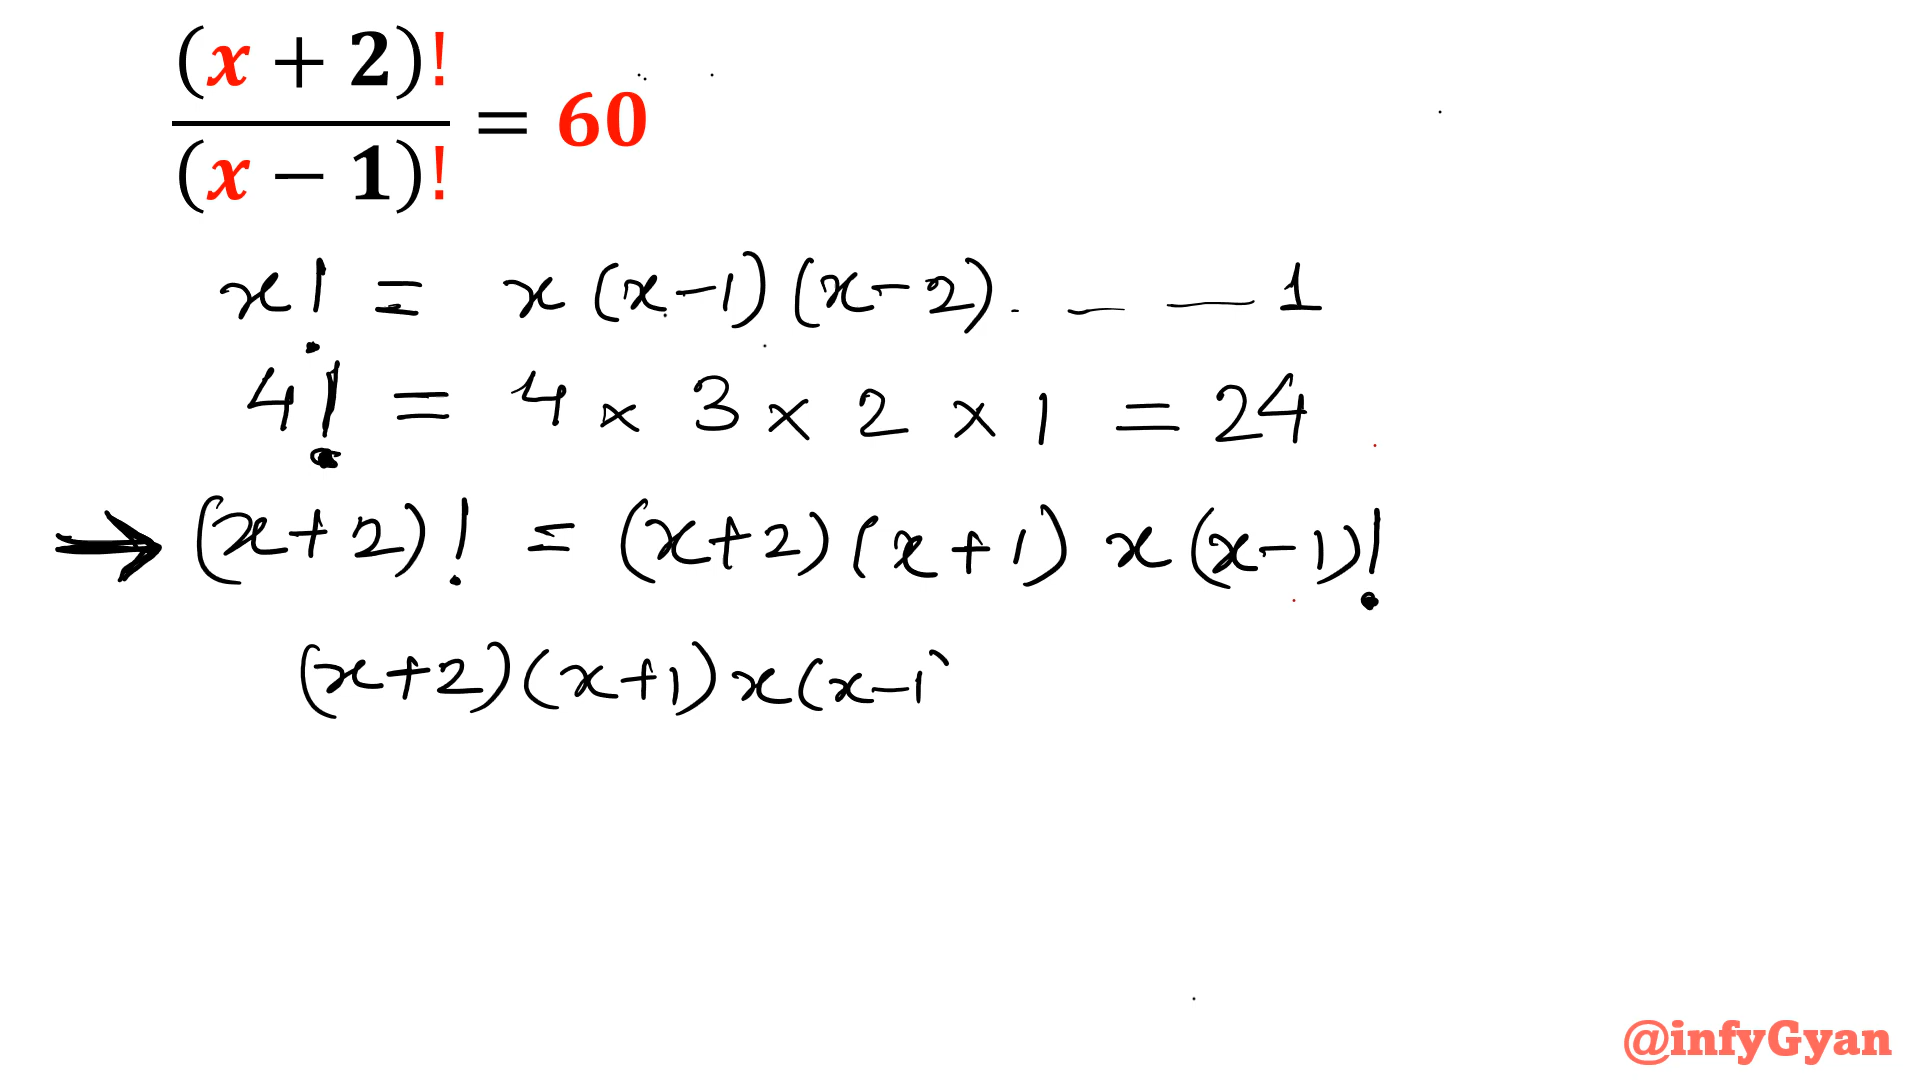 (x + 2)!
(x − 1)!
= 60
x! = x (x-1) (x-2) . _ _ 1
4! = 4 × 3 × 2 × 1 = 24
→ (x+2)! = (x+2) (x+1) x (x-1)!
(x+2) (x+1) x (x-1)
@infyGyan